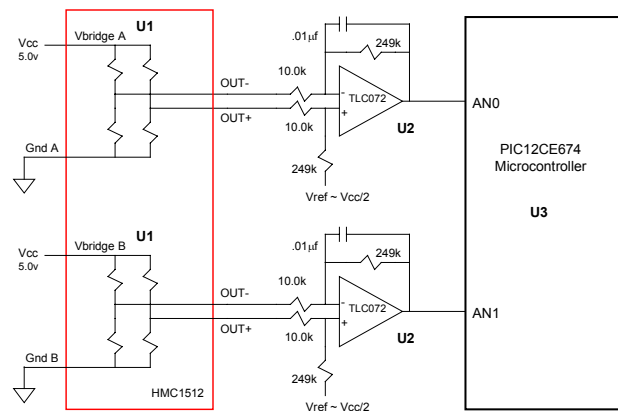 U1
Vcc
5.0v
Vbridge A
.01µf
249k
10.0k
OUT-
OUT+
TLC072
-
+
10.0k
U2
AN0
Gnd A
249k
Vref ~ Vcc/2
PIC12CE674
Microcontroller
U3
U1
Vcc
5.0v
Vbridge B
.01µf
249k
10.0k
OUT-
OUT+
TLC072
-
+
10.0k
U2
AN1
Gnd B
249k
HMC1512
Vref ~ Vcc/2